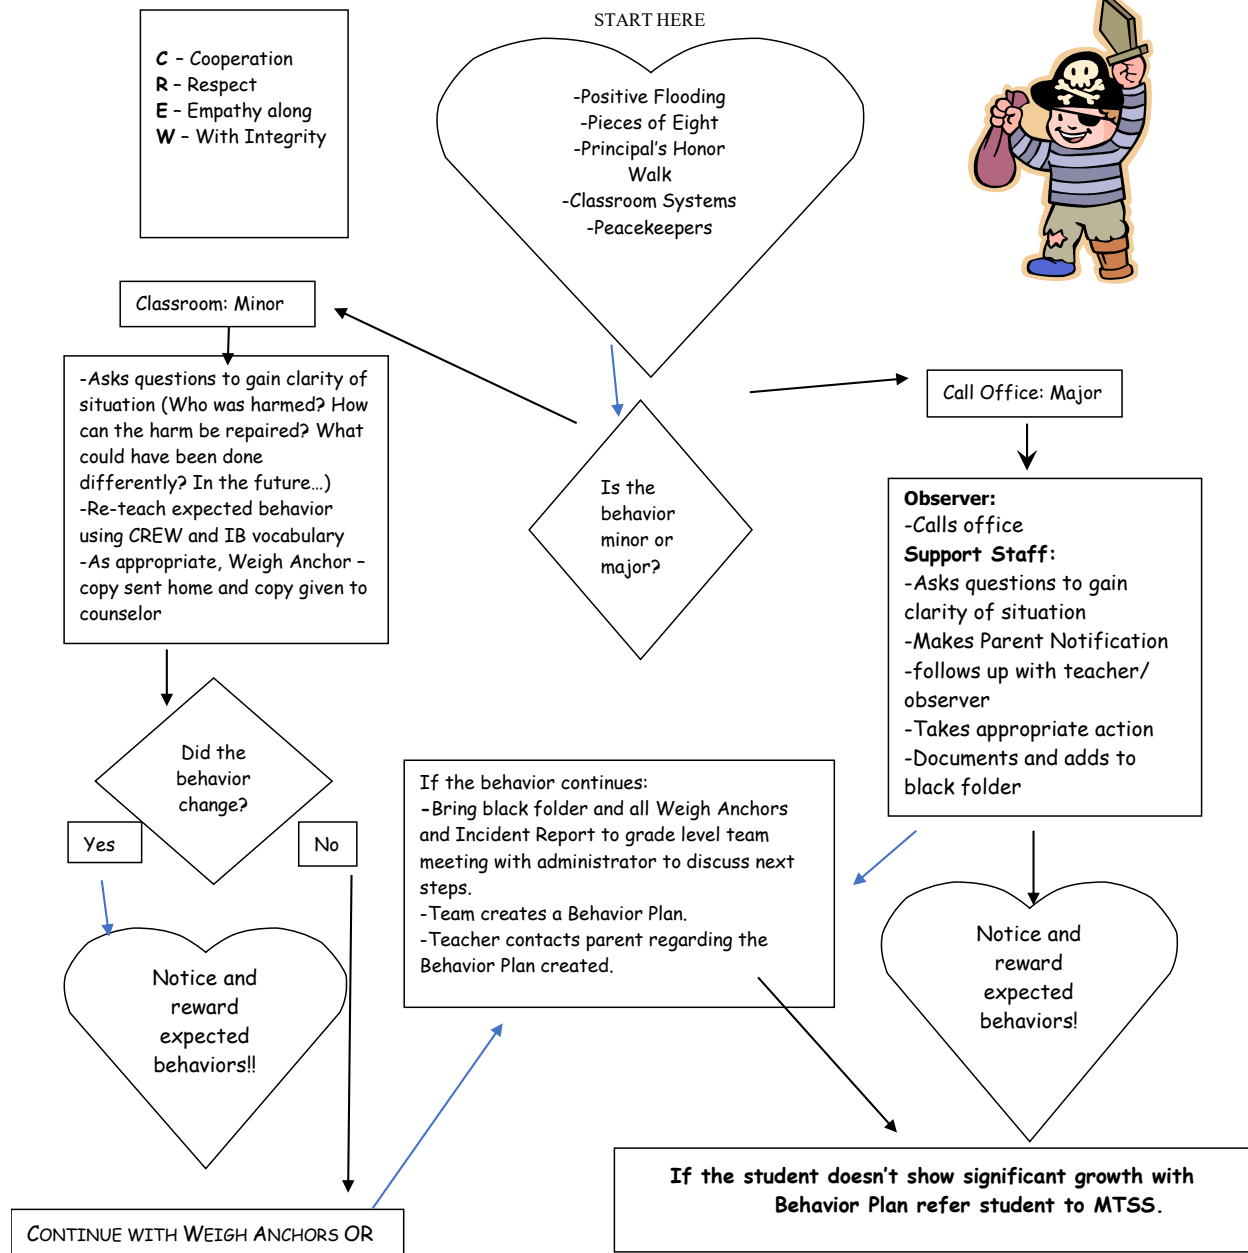 START HERE
C – Cooperation
R – Respect
E – Empathy along
W – With Integrity
-Positive Flooding
-Pieces of Eight
-Principal's Honor
Walk
-Classroom Systems
-Peacekeepers
Classroom: Minor
-Asks questions to gain clarity of
situation (Who was harmed? How
can the harm be repaired? What
could have been done
differently? In the future…)
-Re-teach expected behavior
using CREW and IB vocabulary
-As appropriate, Weigh Anchor –
copy sent home and copy given to
counselor
Is the
behavior
minor or
major?
Call Office: Major
Observer:
-Calls office
Support Staff:
-Asks questions to gain
clarity of situation
-Makes Parent Notification
-follows up with teacher/
observer
-Takes appropriate action
-Documents and adds to
black folder
Did the
behavior
change?
Yes
No
If the behavior continues:
-Bring black folder and all Weigh Anchors
and Incident Report to grade level team
meeting with administrator to discuss next
steps.
-Team creates a Behavior Plan.
-Teacher contacts parent regarding the
Behavior Plan created.
Notice and
reward
expected
behaviors!!
Notice and
reward
expected
behaviors!
If the student doesn't show significant growth with
Behavior Plan refer student to MTSS.
CONTINUE WITH WEIGH ANCHORS OR